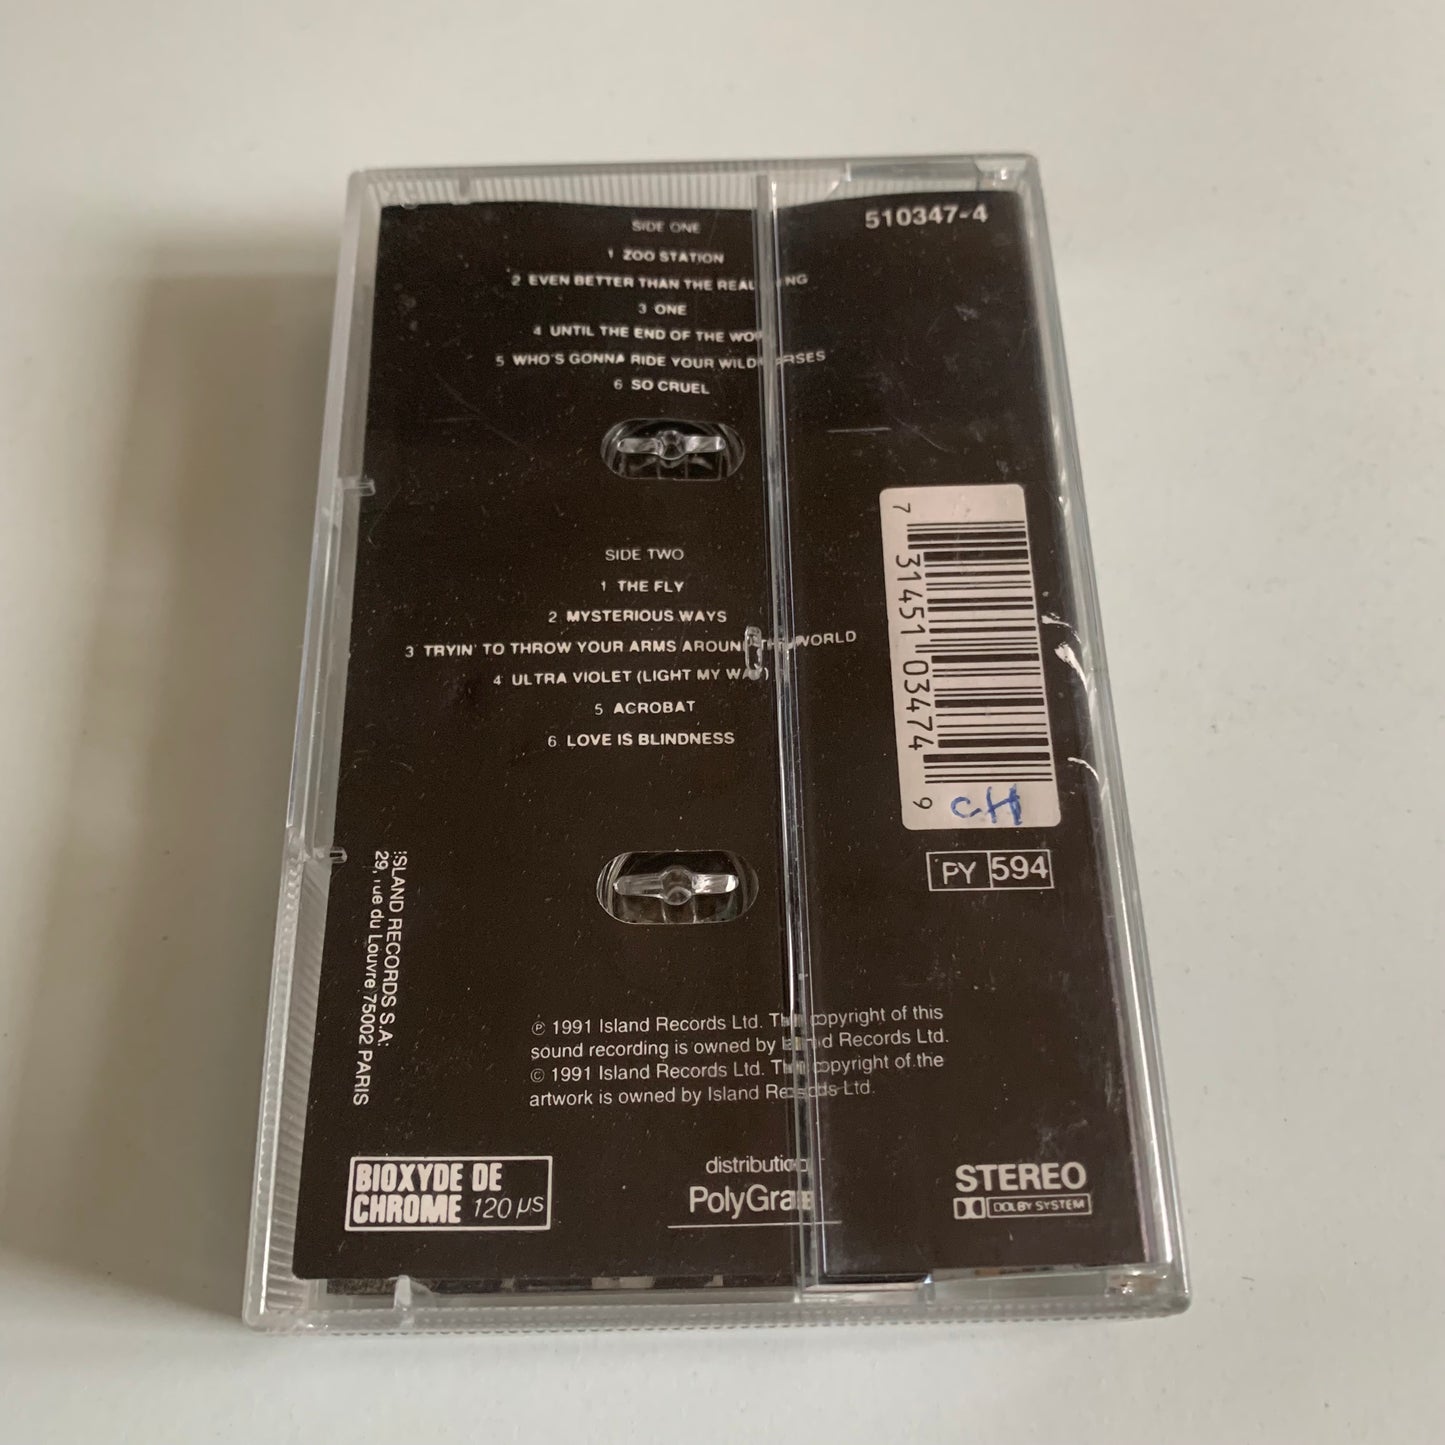 510347-4
SIDE ONE
1 ZOO STATION
2 EVEN BETTER THAN THE REAL
3 ONE
4 UNTIL THE END OF THE
5 WHO'S GONNA RIDE YOUR WILD
6 SO CRUEL
SIDE TWO
1 THE FLY
2 MYSTERIOUS WAYS
3 TRYIN' TO THROW YOUR ARMS AROUND THE WORLD
4 ULTRA VIOLET (LIGHT MY WAY)
5 ACROBAT
6 LOVE IS BLINDNESS
7 31451 03474 9
CH
PY 594
ISLAND RECORDS S.A:
29, rue du Louvre 75002 PARIS
℗ 1991 Island Records Ltd. The copyright of this
sound recording is owned by Island Records Ltd.
© 1991 Island Records Ltd. The copyright of the
artwork is owned by Island Records Ltd.
BIOXYDE DE
CHROME 120 µs
distribution
PolyGram
STEREO
DOLBY SYSTEM